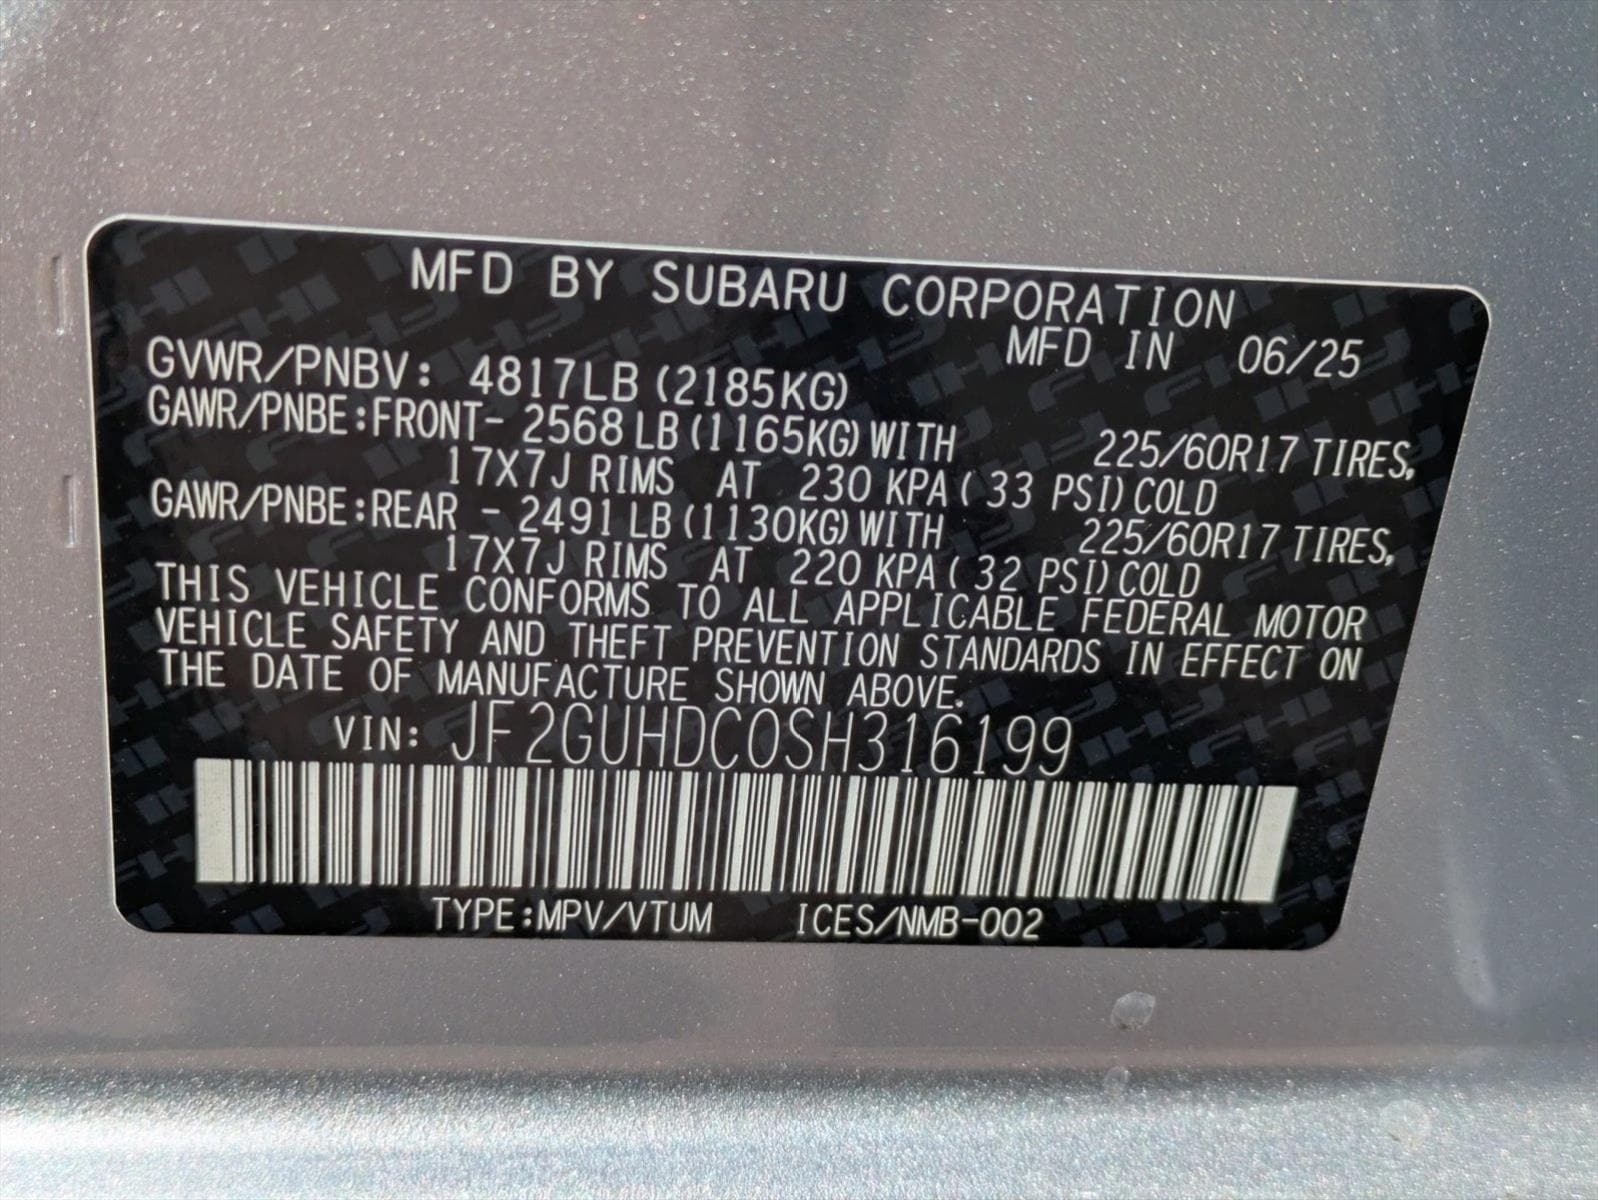 MFD BY SUBARU CORPORATION
MFD IN 06/25
GVWR/PNBV: 4817LB (2185KG)
GAWR/PNBE:FRONT- 2568 LB (1165KG) WITH 225/60R17 TIRES,
17X7J RIMS AT 230 KPA ( 33 PSI) COLD
GAWR/PNBE:REAR - 2491 LB (1130KG) WITH 225/60R17 TIRES,
17X7J RIMS AT 220 KPA ( 32 PSI) COLD
THIS VEHICLE CONFORMS TO ALL APPLICABLE FEDERAL MOTOR
VEHICLE SAFETY AND THEFT PREVENTION STANDARDS IN EFFECT ON
THE DATE OF MANUFACTURE SHOWN ABOVE.
VIN: JF2GUHDC0SH316199
TYPE:MPV/VTUM ICES/NMB-002